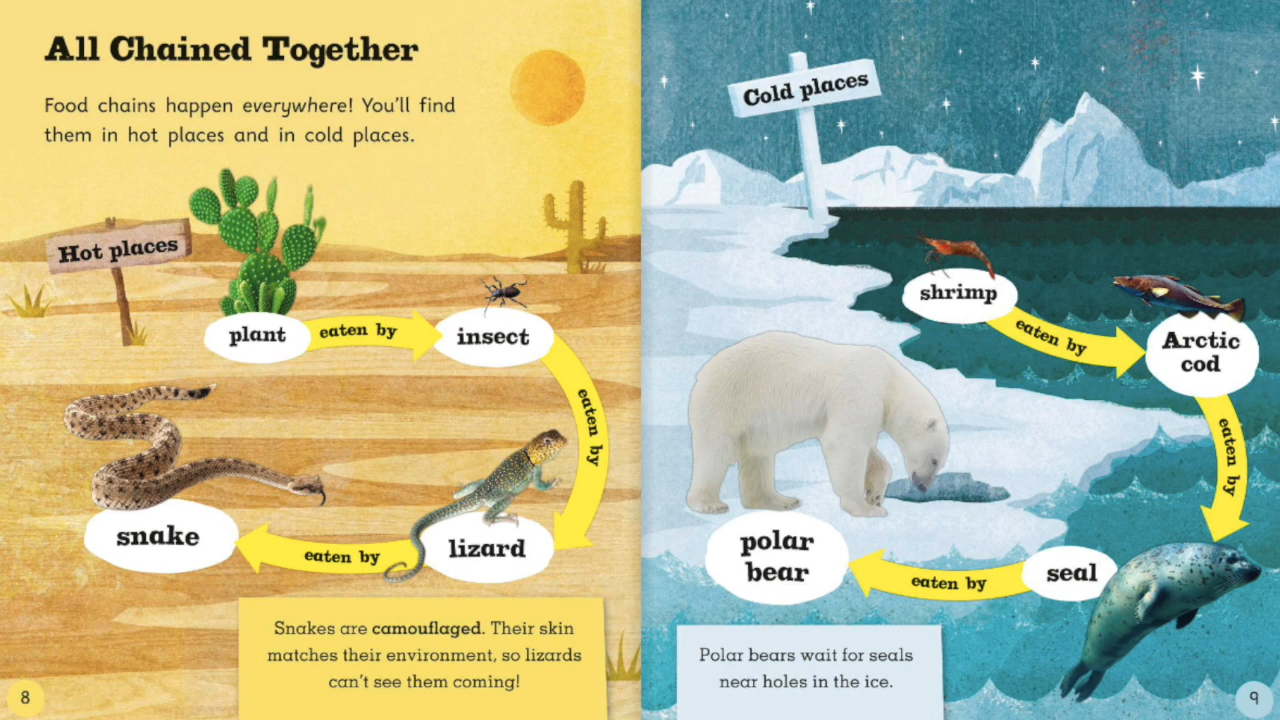 All Chained Together
Food chains happen everywhere! You'll find
them in hot places and in cold places.
Hot places
plant
eaten by
insect
eaten by
lizard
eaten by
snake
Snakes are camouflaged. Their skin
matches their environment, so lizards
can't see them coming!
8
Cold places
shrimp
eaten by
Arctic
cod
eaten by
seal
eaten by
polar
bear
Polar bears wait for seals
near holes in the ice.
9